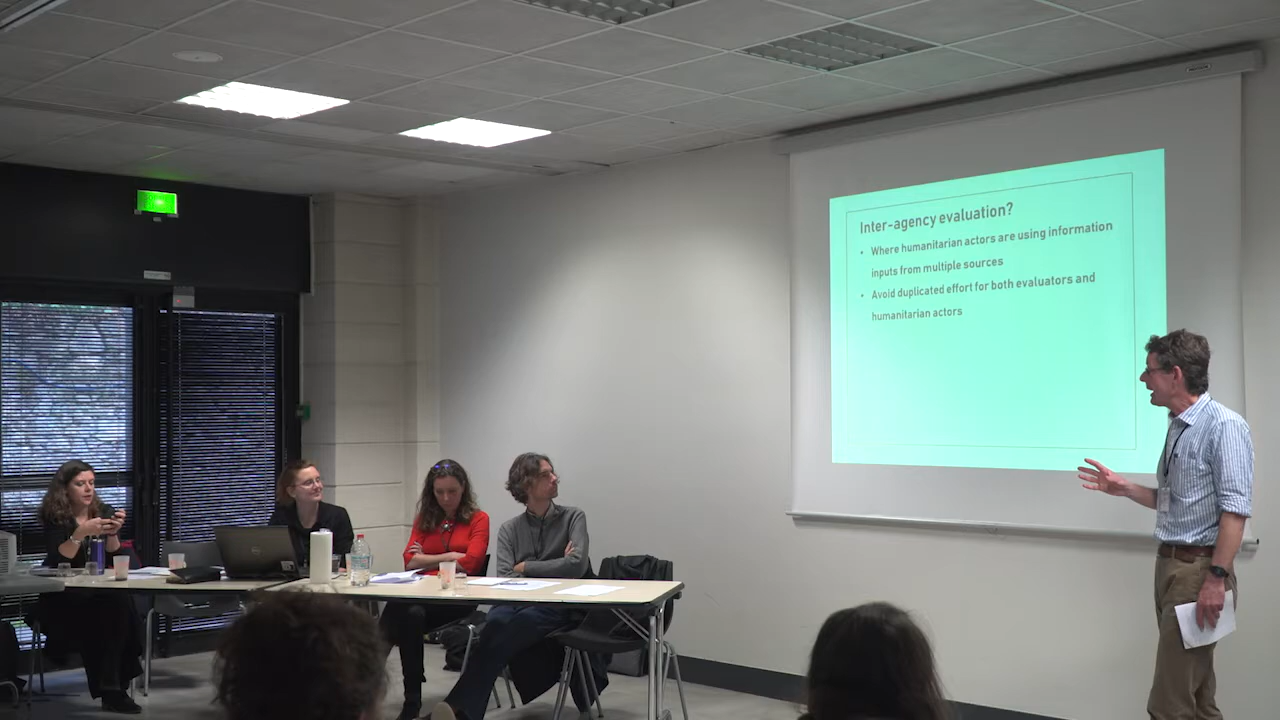 Inter-agency evaluation?
• Where humanitarian actors are using information
inputs from multiple sources
• Avoid duplicated effort for both evaluators and
humanitarian actors